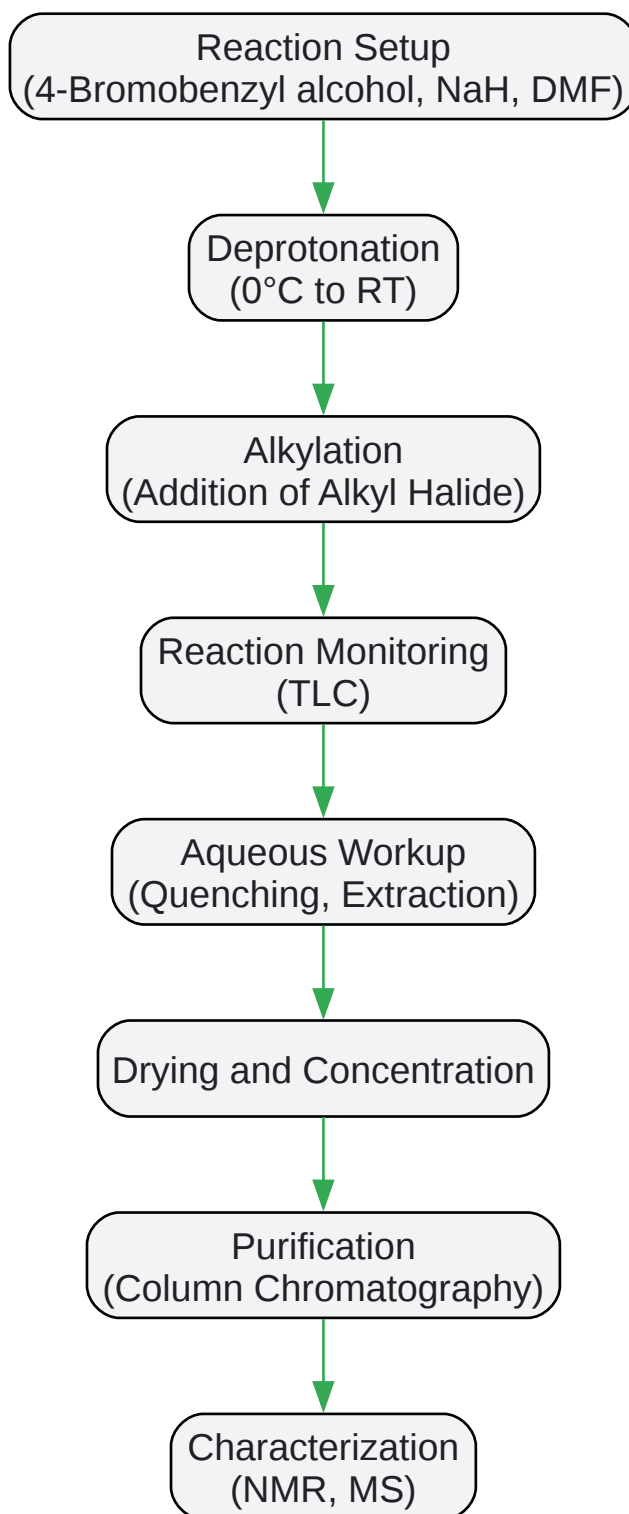 Reaction Setup
(4-Bromobenzyl alcohol, NaH, DMF)
Deprotonation
(0°C to RT)
Alkylation
(Addition of Alkyl Halide)
Reaction Monitoring
(TLC)
Aqueous Workup
(Quenching, Extraction)
Drying and Concentration
Purification
(Column Chromatography)
Characterization
(NMR, MS)